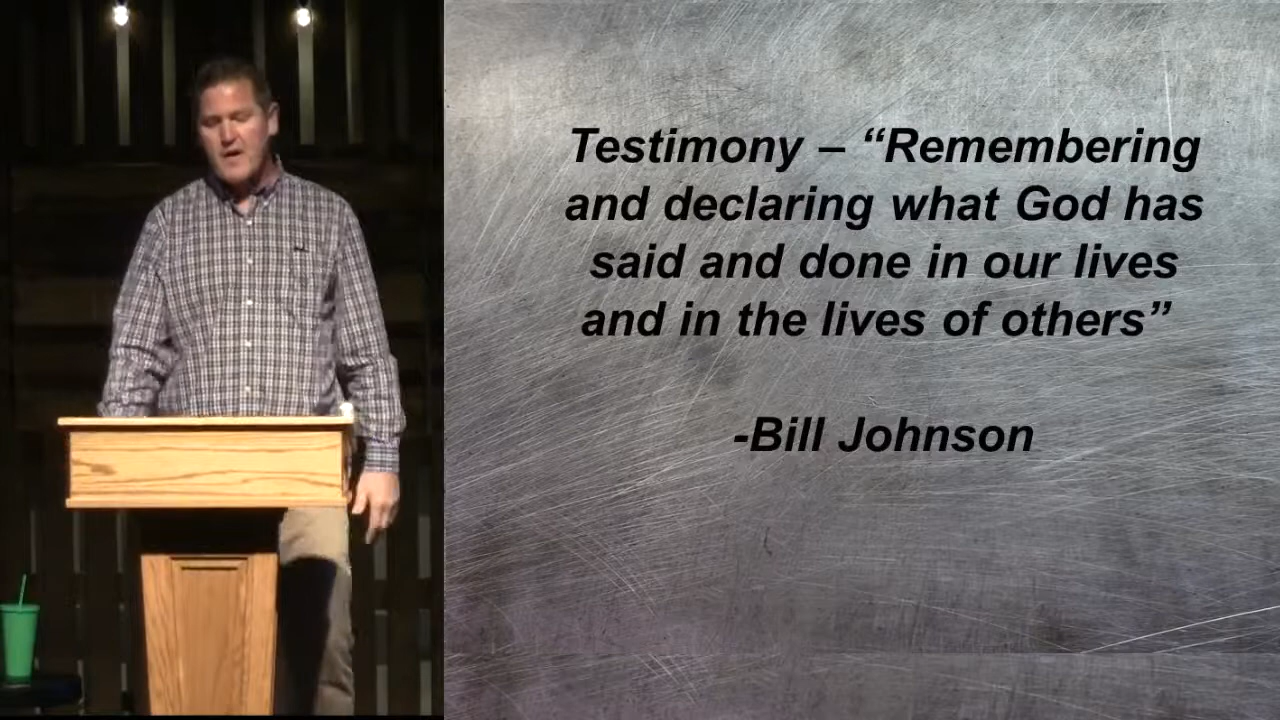 Testimony – “Remembering
and declaring what God has
said and done in our lives
and in the lives of others”
-Bill Johnson